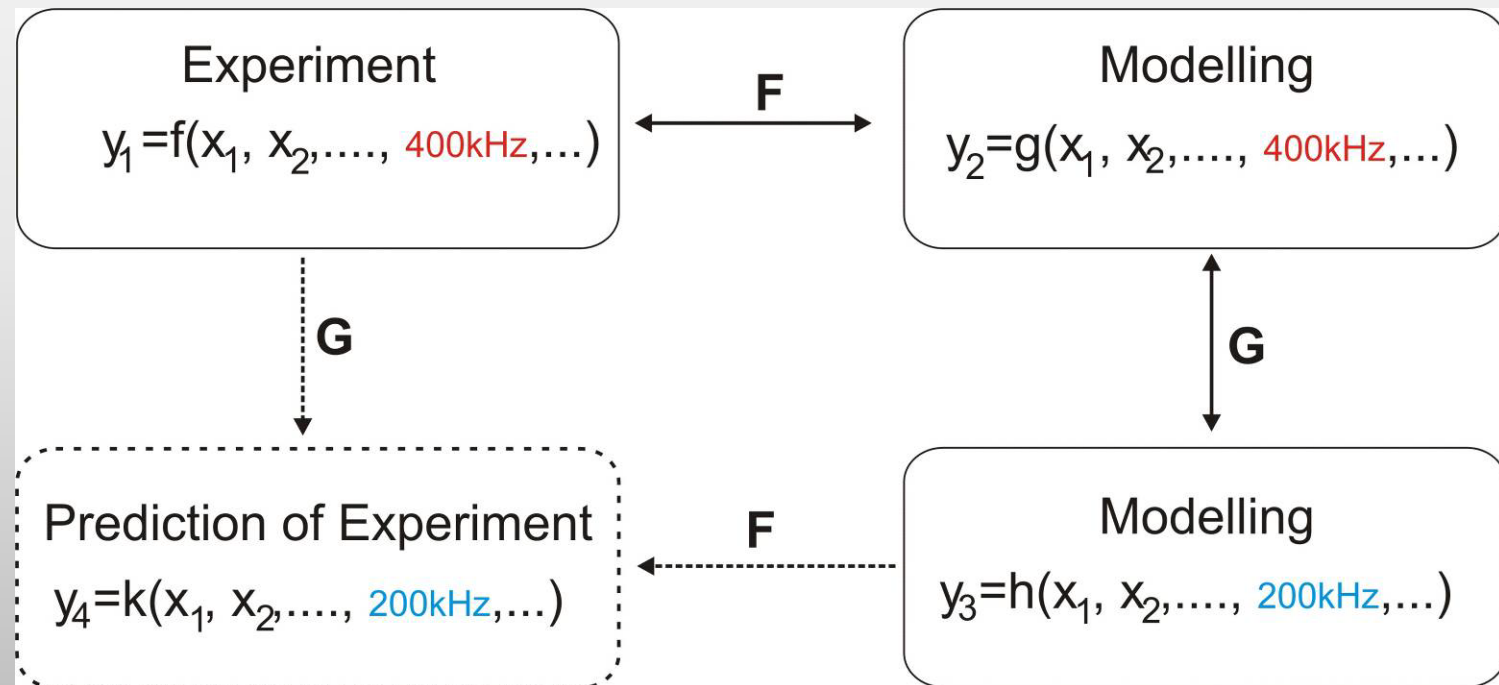 Experiment
y₁=f(x₁, x₂,...., 400kHz,...)
F
Modelling
y₂=g(x₁, x₂,...., 400kHz,...)
G
G
Prediction of Experiment
y₄=k(x₁, x₂,...., 200kHz,...)
F
Modelling
y₃=h(x₁, x₂,...., 200kHz,...)